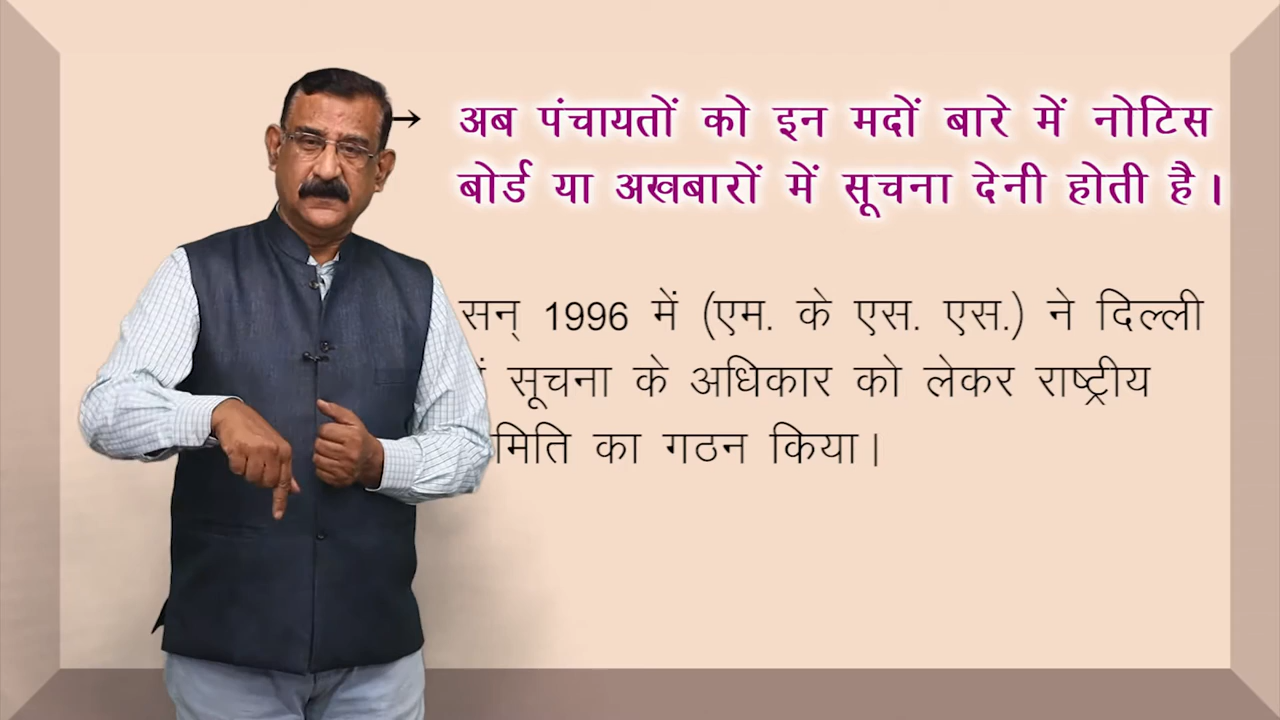 → अब पंचायतों को इन मदों बारे में नोटिस
बोर्ड या अखबारों में सूचना देनी होती है।
सन् 1996 में (एम. के एस. एस.) ने दिल्ली
सूचना के अधिकार को लेकर राष्ट्रीय
का गठन किया।